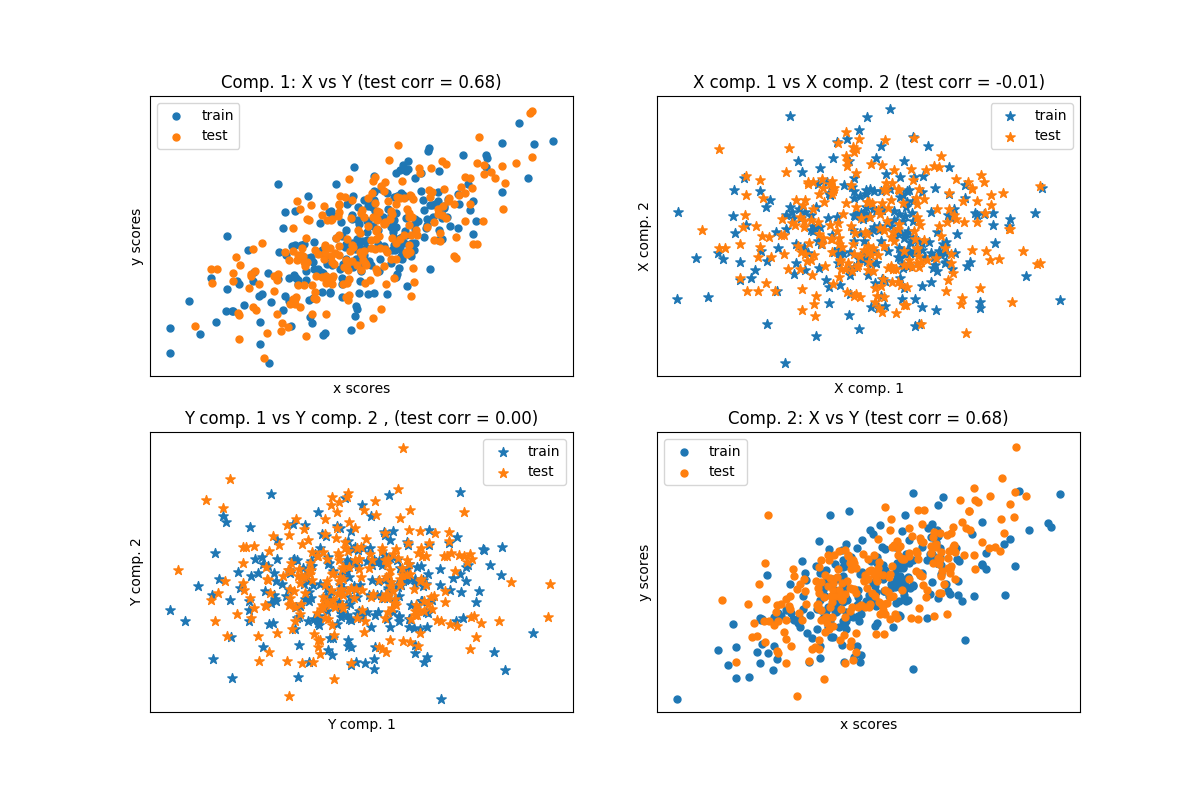 Comp. 1: X vs Y (test corr = 0.68)
train
test
y scores
x scores
X comp. 1 vs X comp. 2 (test corr = -0.01)
train
test
X comp. 2
X comp. 1
Y comp. 1 vs Y comp. 2 , (test corr = 0.00)
train
test
Y comp. 2
Y comp. 1
Comp. 2: X vs Y (test corr = 0.68)
train
test
y scores
x scores